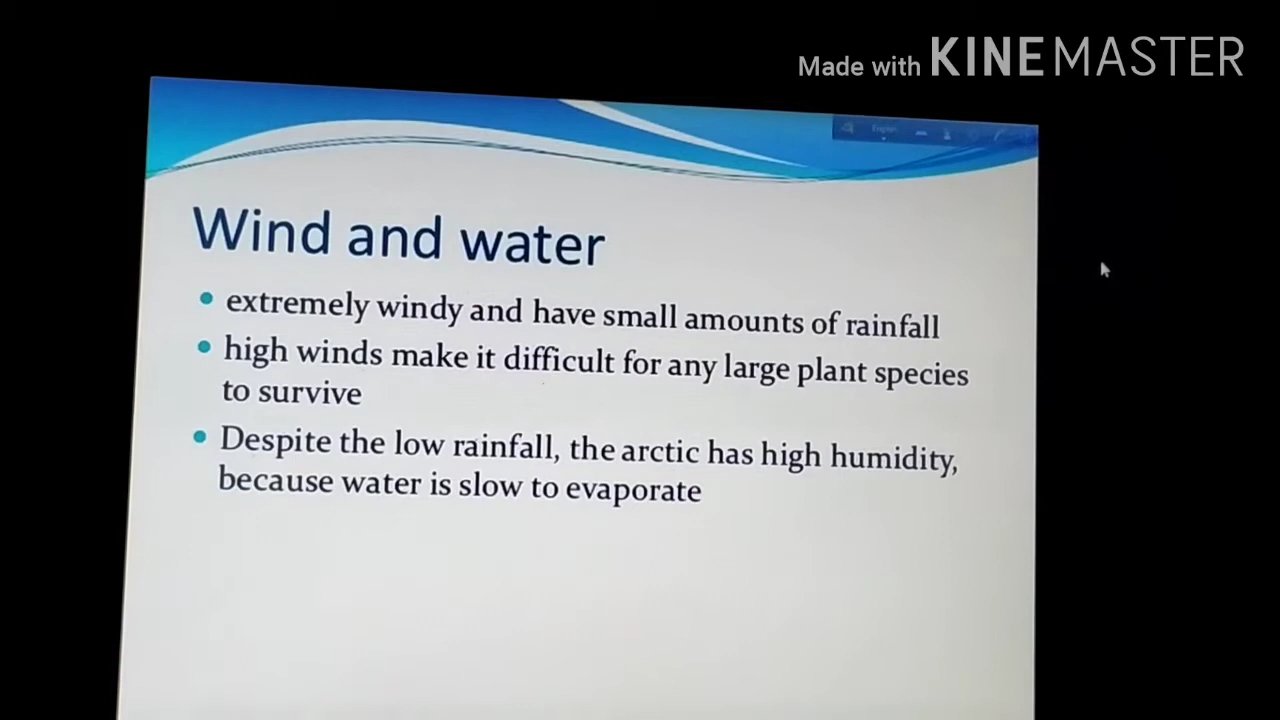 Made with KINEMASTER
English
Wind and water
extremely windy and have small amounts of rainfall
high winds make it difficult for any large plant species
to survive
Despite the low rainfall, the arctic has high humidity,
because water is slow to evaporate